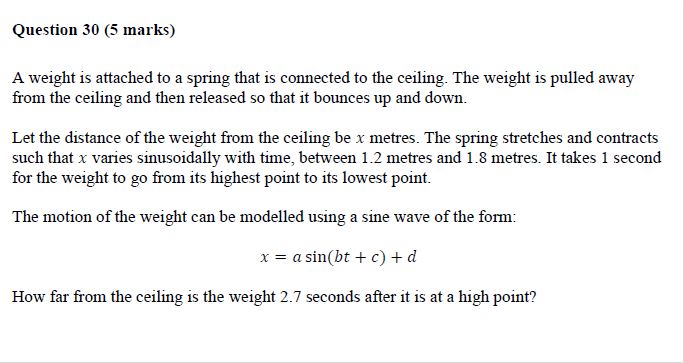 Question 30 (5 marks)
A weight is attached to a spring that is connected to the ceiling. The weight is pulled away
from the ceiling and then released so that it bounces up and down.
Let the distance of the weight from the ceiling be x metres. The spring stretches and contracts
such that x varies sinusoidally with time, between 1.2 metres and 1.8 metres. It takes 1 second
for the weight to go from its highest point to its lowest point.
The motion of the weight can be modelled using a sine wave of the form:
x = a sin(bt + c) + d
How far from the ceiling is the weight 2.7 seconds after it is at a high point?